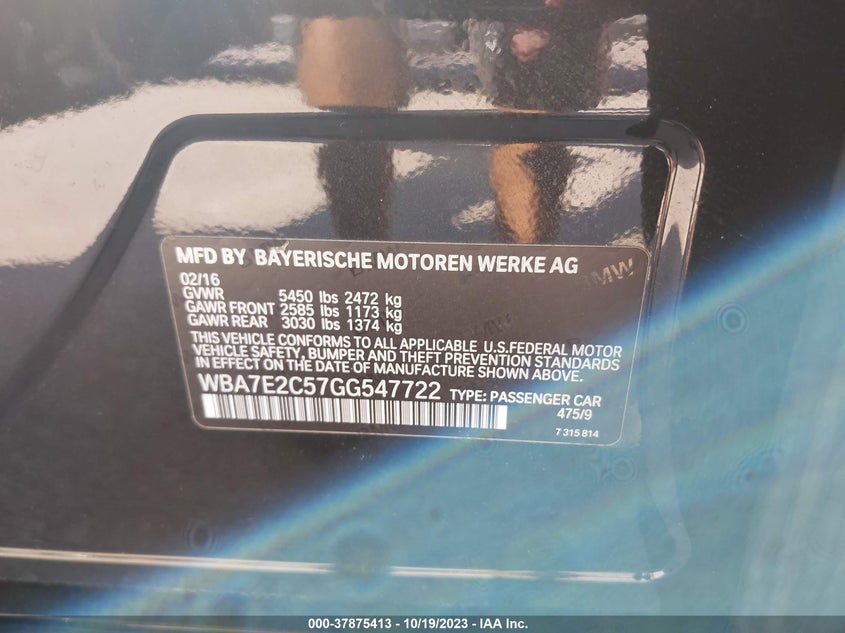 MFD BY BAYERISCHE MOTOREN WERKE AG
BMW
02/16
GVWR 5450 lbs 2472 kg
GAWR FRONT 2585 lbs 1173 kg
GAWR REAR 3030 lbs 1374 kg
BMW
THIS VEHICLE CONFORMS TO ALL APPLICABLE U.S.FEDERAL MOTOR
VEHICLE SAFETY, BUMPER AND THEFT PREVENTION STANDARDS
IN EFFECT ON THE DATE OF MANUFACTURE SHOWN ABOVE.
WBA7E2C57GG547722 TYPE: PASSENGER CAR
475/9
7 315 814
000-37875413 - 10/19/2023 - IAA Inc.